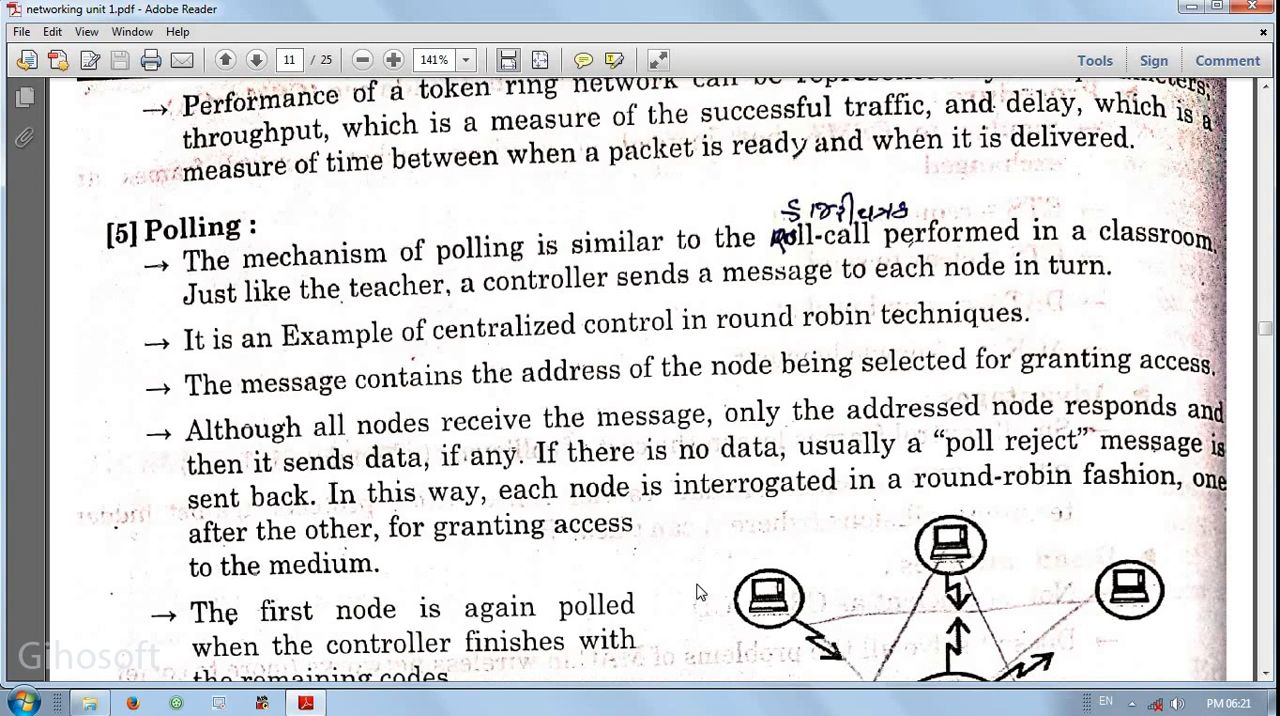 networking unit 1.pdf - Adobe Reader
File Edit View Window Help
11 / 25 141% Tools Sign Comment
→ Performance of a token ring network can be
throughput, which is a measure of the successful traffic, and delay, which is a
measure of time between when a packet is ready and when it is delivered.
[5] Polling :
→ The mechanism of polling is similar to the roll-call performed in a classroom.
Just like the teacher, a controller sends a message to each node in turn.
→ It is an Example of centralized control in round robin techniques.
→ The message contains the address of the node being selected for granting access.
→ Although all nodes receive the message, only the addressed node responds and
then it sends data, if any. If there is no data, usually a “poll reject” message is
sent back. In this way, each node is interrogated in a round-robin fashion, one
after the other, for granting access
to the medium.
→ The first node is again polled
when the controller finishes with
the remaining codes
Gihosoft
EN PM 06:21